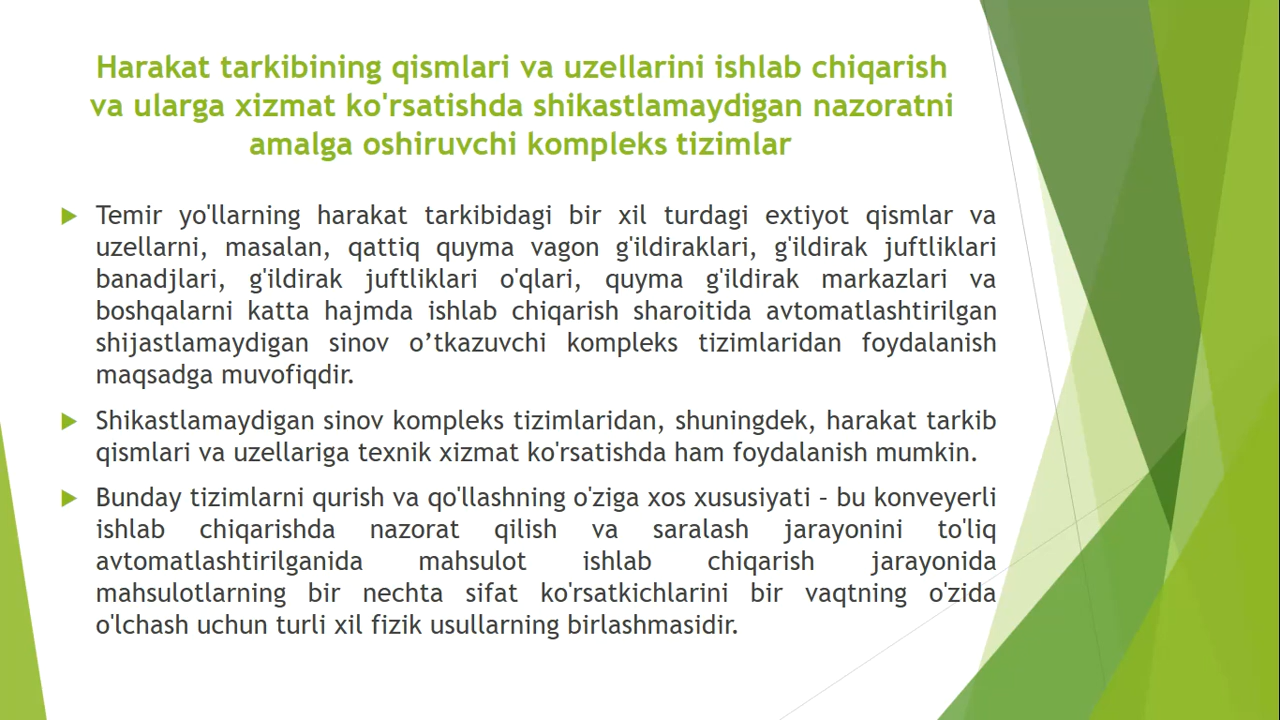 Harakat tarkibining qismlari va uzellarini ishlab chiqarish
va ularga xizmat ko'rsatishda shikastlamaydigan nazoratni
amalga oshiruvchi kompleks tizimlar
Temir yo'llarning harakat tarkibidagi bir xil turdagi extiyot qismlar va
uzellarni, masalan, qattiq quyma vagon g'ildiraklari, g'ildirak juftliklari
banadjlari, g'ildirak juftliklari o'qlari, quyma g'ildirak markazlari va
boshqalarni katta hajmda ishlab chiqarish sharoitida avtomatlashtirilgan
shijastlamaydigan sinov o’tkazuvchi kompleks tizimlaridan foydalanish
maqsadga muvofiqdir.
Shikastlamaydigan sinov kompleks tizimlaridan, shuningdek, harakat tarkib
qismlari va uzellariga texnik xizmat ko'rsatishda ham foydalanish mumkin.
Bunday tizimlarni qurish va qo'llashning o'ziga xos xususiyati - bu konveyerli
ishlab chiqarishda nazorat qilish va saralash jarayonini to'liq
avtomatlashtirilganida mahsulot ishlab chiqarish jarayonida
mahsulotlarning bir nechta sifat ko'rsatkichlarini bir vaqtning o'zida
o'lchash uchun turli xil fizik usullarning birlashmasidir.